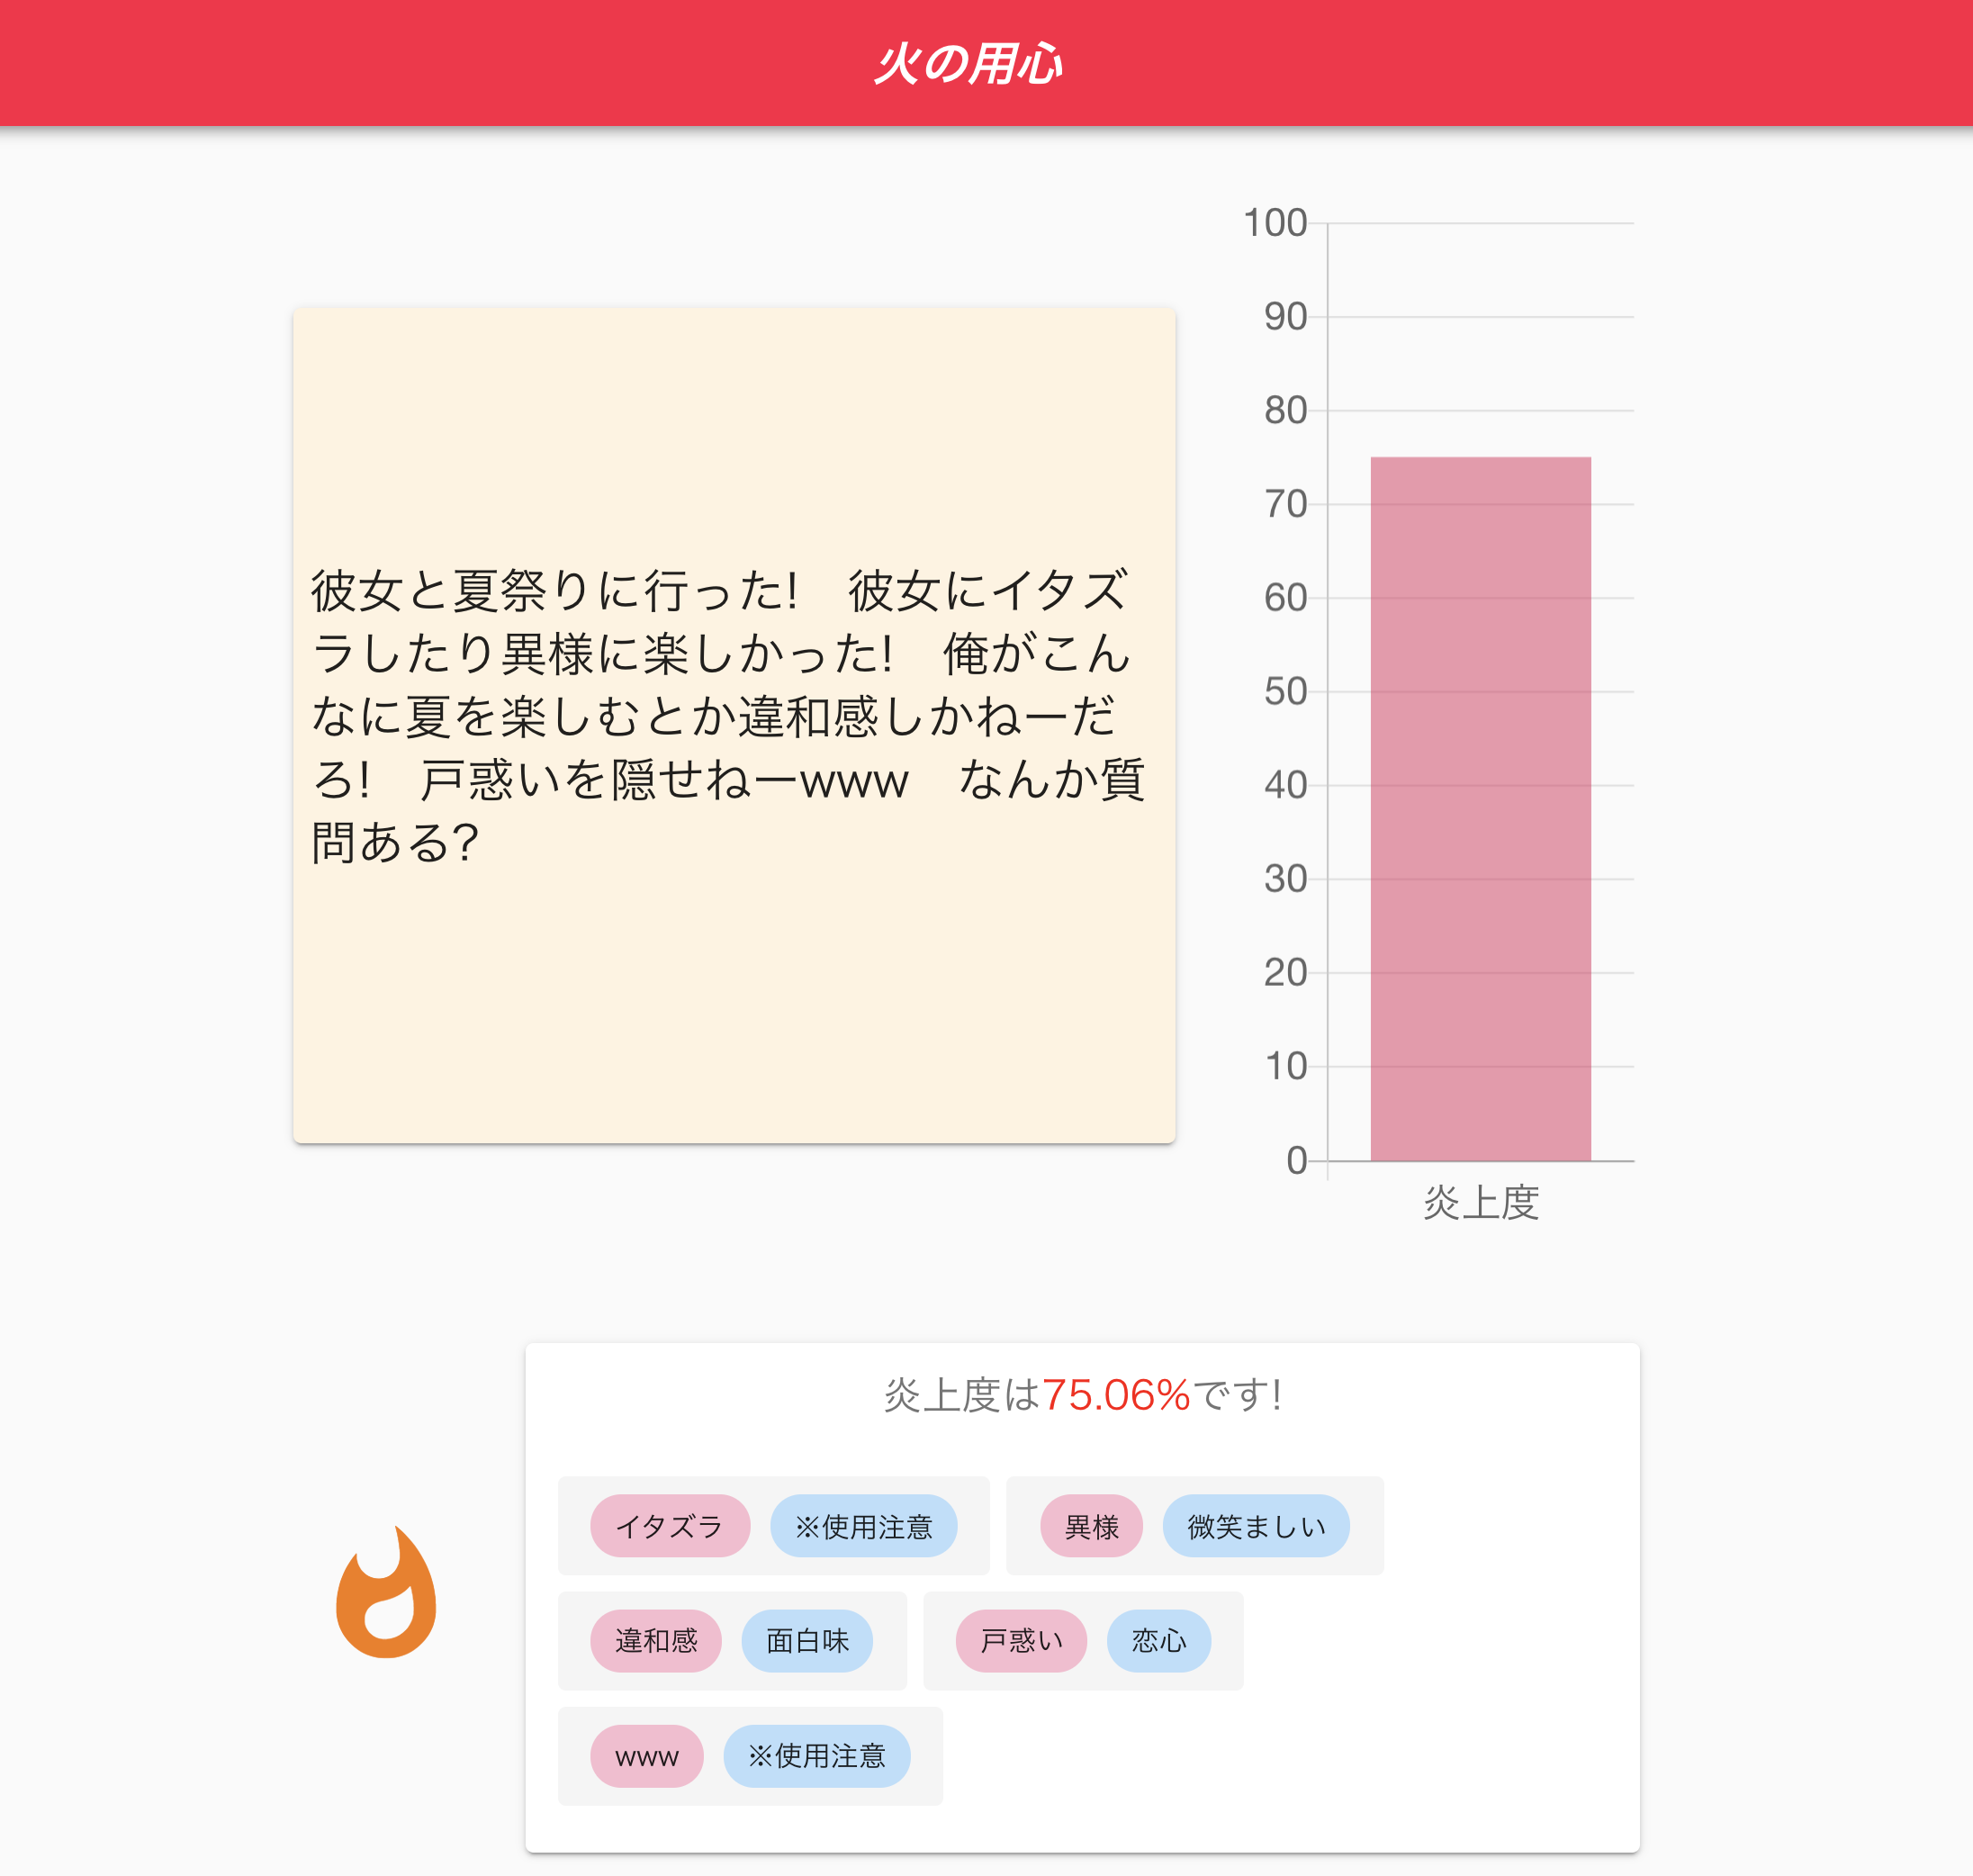 火の用心
彼女と夏祭りに行った!　彼女にイタズ
ラしたり異様に楽しかった!　俺がこん
なに夏を楽しむとか違和感しかねーだ
ろ!　戸惑いを隠せねーwww　なんか質
問ある?
100
90
80
70
60
50
40
30
20
10
0
炎上度
炎上度は75.06%です!
イタズラ ※使用注意 異様 微笑ましい
違和感 面白味 戸惑い 恋心
www ※使用注意